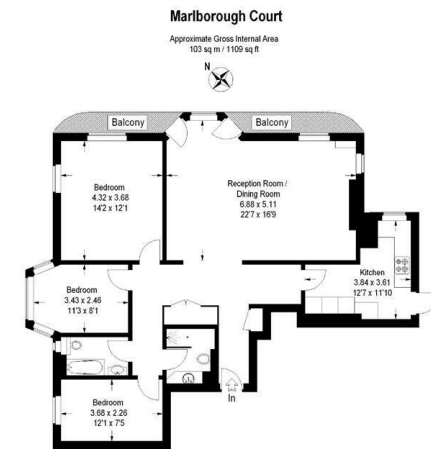 Marlborough Court
Approximate Gross Internal Area
103 sq m / 1109 sq ft
N
Balcony
Balcony
Bedroom
4.32 x 3.68
14'2 x 12'1
Reception Room /
Dining Room
6.88 x 5.11
22'7 x 16'9
Bedroom
3.43 x 2.46
11'3 x 8'1
Kitchen
3.84 x 3.61
12'7 x 11'10
Bedroom
3.68 x 2.26
12'1 x 7'5
In